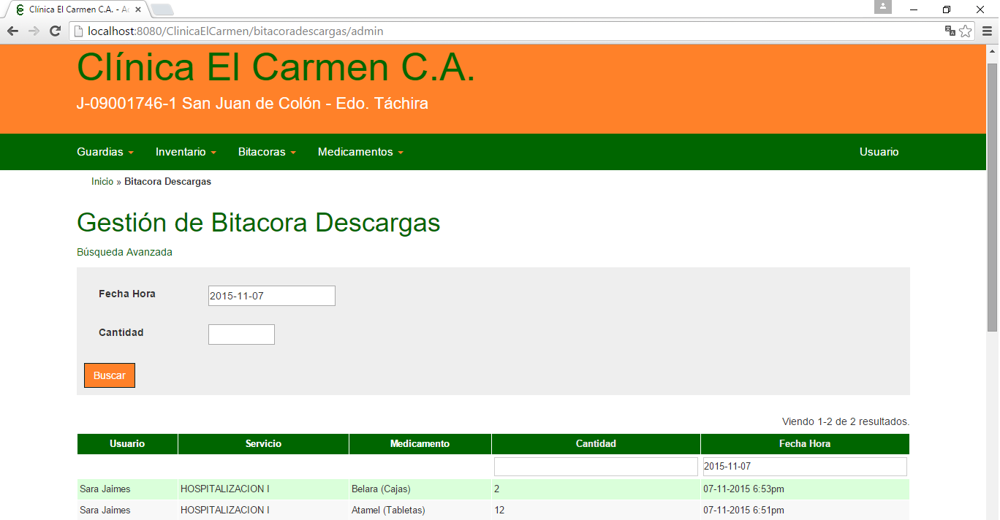 Clínica El Carmen C.A. - Ac
localhost:8080/ClinicaElCarmen/bitacoradescargas/admin
Clínica El Carmen C.A.
J-09001746-1 San Juan de Colón - Edo. Táchira
Guardias Inventario Bitacoras Medicamentos Usuario
Inicio » Bitacora Descargas
Gestión de Bitacora Descargas
Búsqueda Avanzada
Fecha Hora 2015-11-07
Cantidad
Buscar
Viendo 1-2 de 2 resultados.
Usuario Servicio Medicamento Cantidad Fecha Hora
2015-11-07
Sara Jaimes HOSPITALIZACION I Belara (Cajas) 2 07-11-2015 6:53pm
Sara Jaimes HOSPITALIZACION I Atamel (Tabletas) 12 07-11-2015 6:51pm